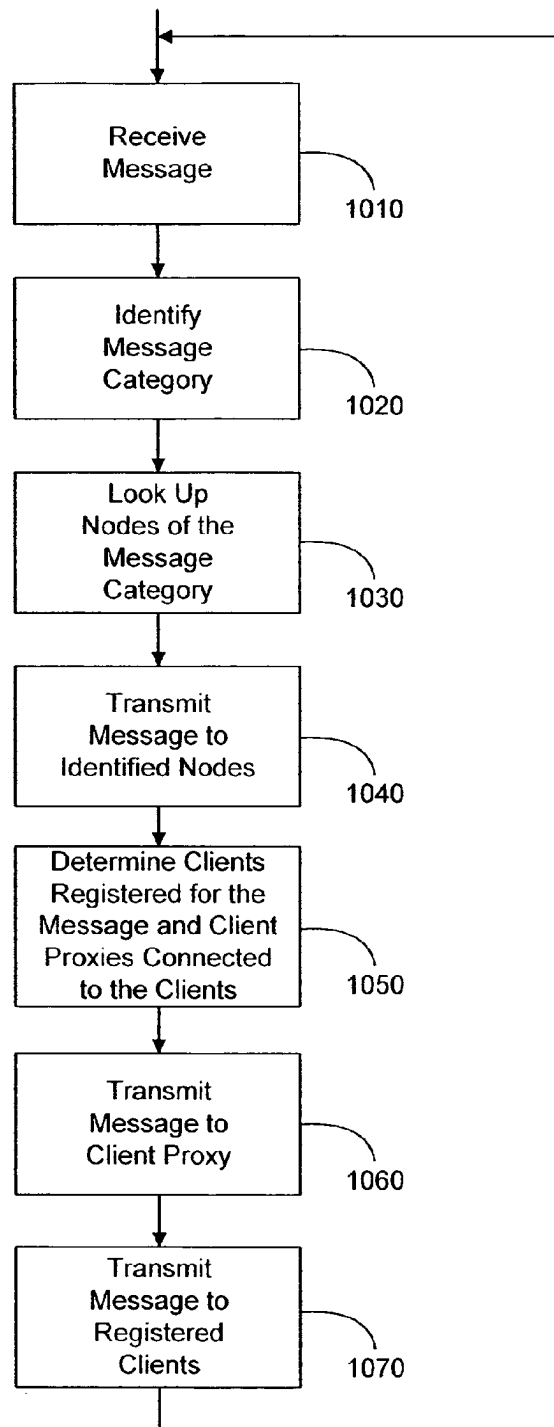 Receive
Message
1010
Identify
Message
Category
1020
Look Up
Nodes of the
Message
Category
1030
Transmit
Message to
Identified Nodes
1040
Determine Clients
Registered for the
Message and Client
Proxies Connected
to the Clients
1050
Transmit
Message to
Client Proxy
1060
Transmit
Message to
Registered
Clients
1070